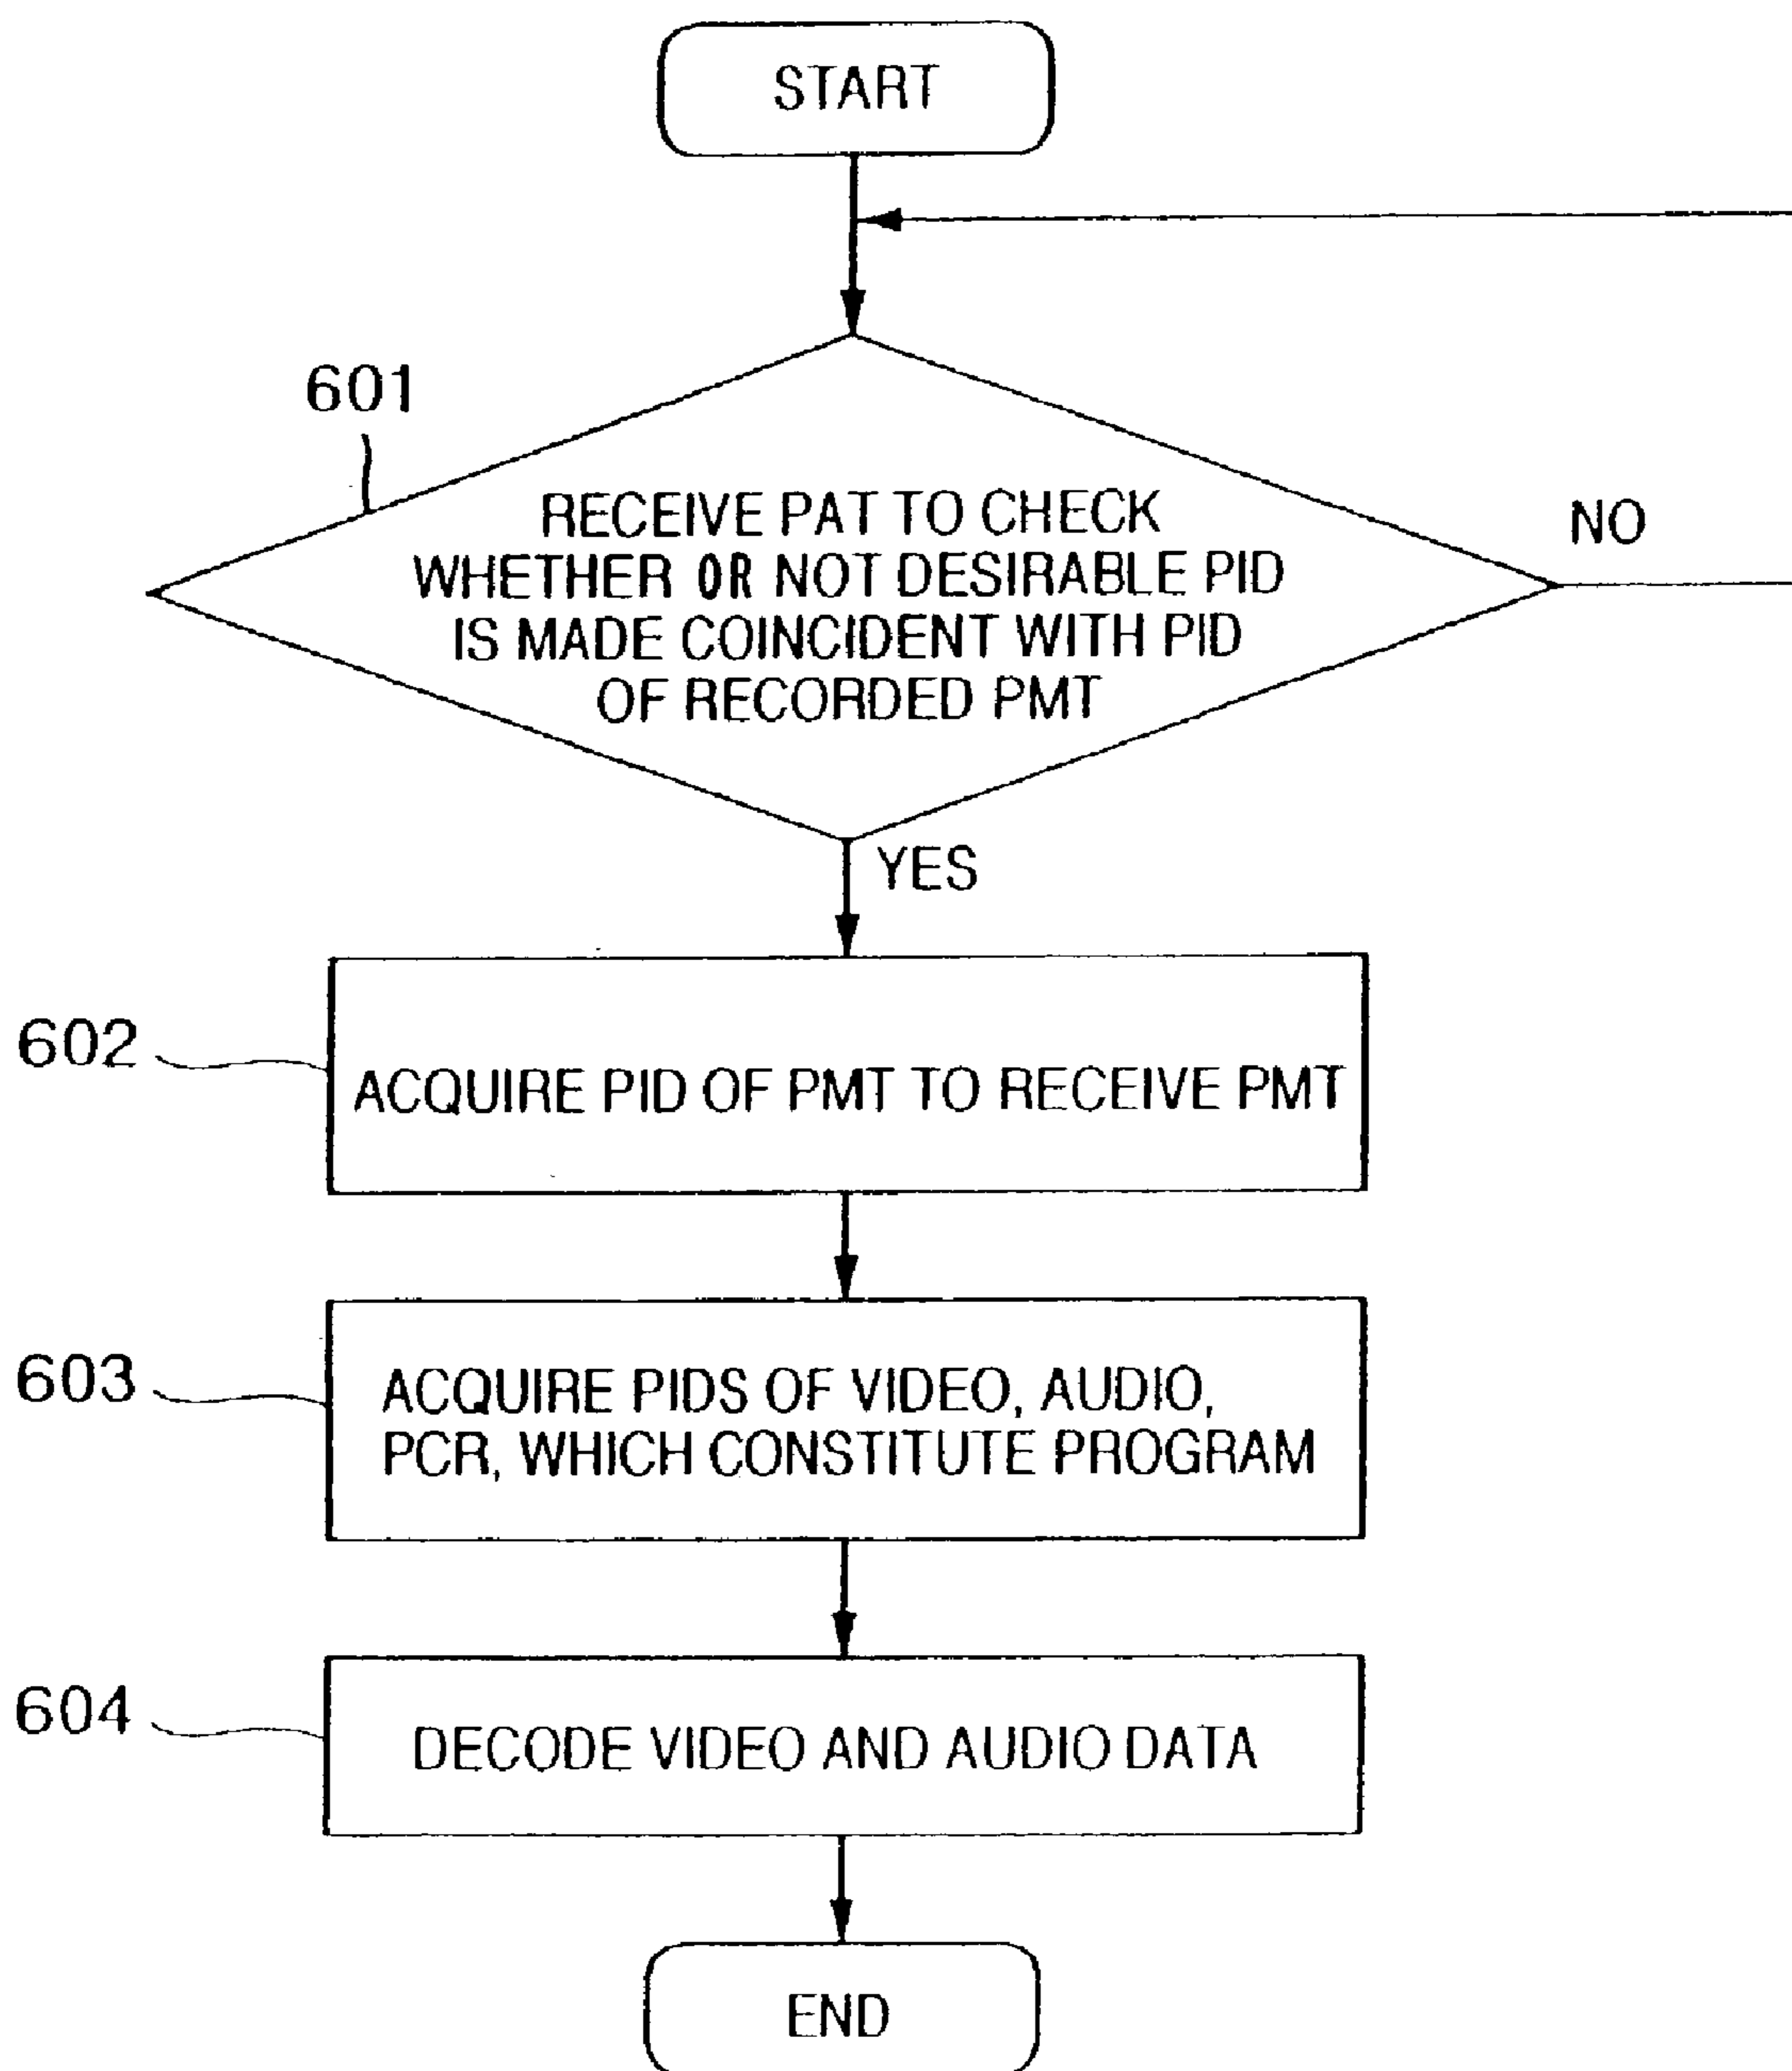 START
601
RECEIVE PAT TO CHECK
WHETHER OR NOT DESIRABLE PID
IS MADE COINCIDENT WITH PID
OF RECORDED PMT
NO
YES
602
ACQUIRE PID OF PMT TO RECEIVE PMT
603
ACQUIRE PIDS OF VIDEO, AUDIO,
PCR, WHICH CONSTITUTE PROGRAM
604
DECODE VIDEO AND AUDIO DATA
END